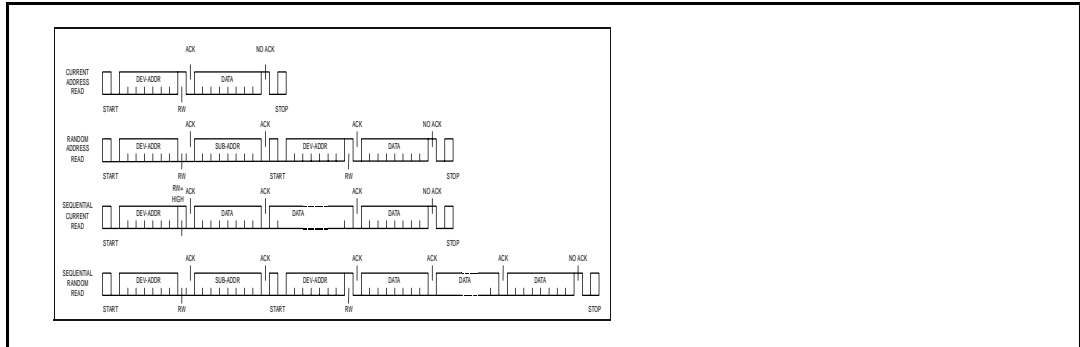 ACK NO ACK
CURRENT ADDRESS READ DEV-ADDR DATA
START RW STOP
ACK ACK ACK NO ACK
RANDOM ADDRESS READ DEV-ADDR SUB-ADDR DEV-ADDR DATA
START RW START RW STOP
RW= HIGH ACK ACK ACK NO ACK
SEQUENTIAL CURRENT READ DEV-ADDR DATA DATA DATA
START STOP
ACK ACK ACK ACK ACK NO ACK
SEQUENTIAL RANDOM READ DEV-ADDR SUB-ADDR DEV-ADDR DATA DATA DATA
START RW START RW STOP